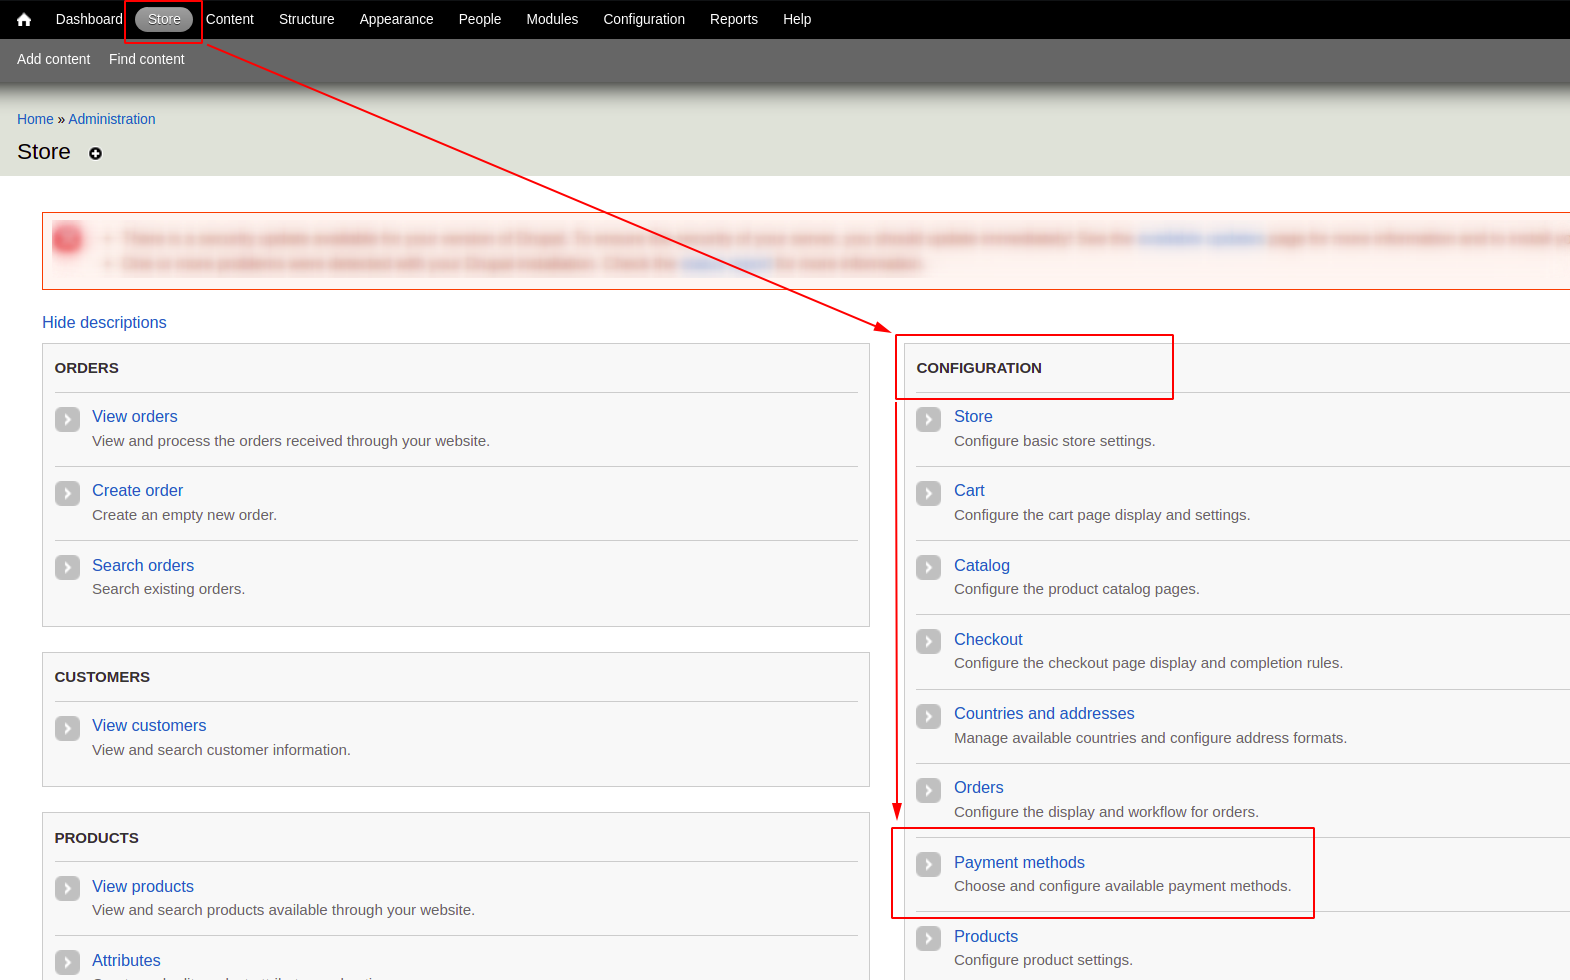 Dashboard Store Content Structure Appearance People Modules Configuration Reports Help
Add content Find content
Home » Administration
Store
Hide descriptions
ORDERS
View orders
View and process the orders received through your website.
Create order
Create an empty new order.
Search orders
Search existing orders.
CUSTOMERS
View customers
View and search customer information.
PRODUCTS
View products
View and search products available through your website.
Attributes
CONFIGURATION
Store
Configure basic store settings.
Cart
Configure the cart page display and settings.
Catalog
Configure the product catalog pages.
Checkout
Configure the checkout page display and completion rules.
Countries and addresses
Manage available countries and configure address formats.
Orders
Configure the display and workflow for orders.
Payment methods
Choose and configure available payment methods.
Products
Configure product settings.